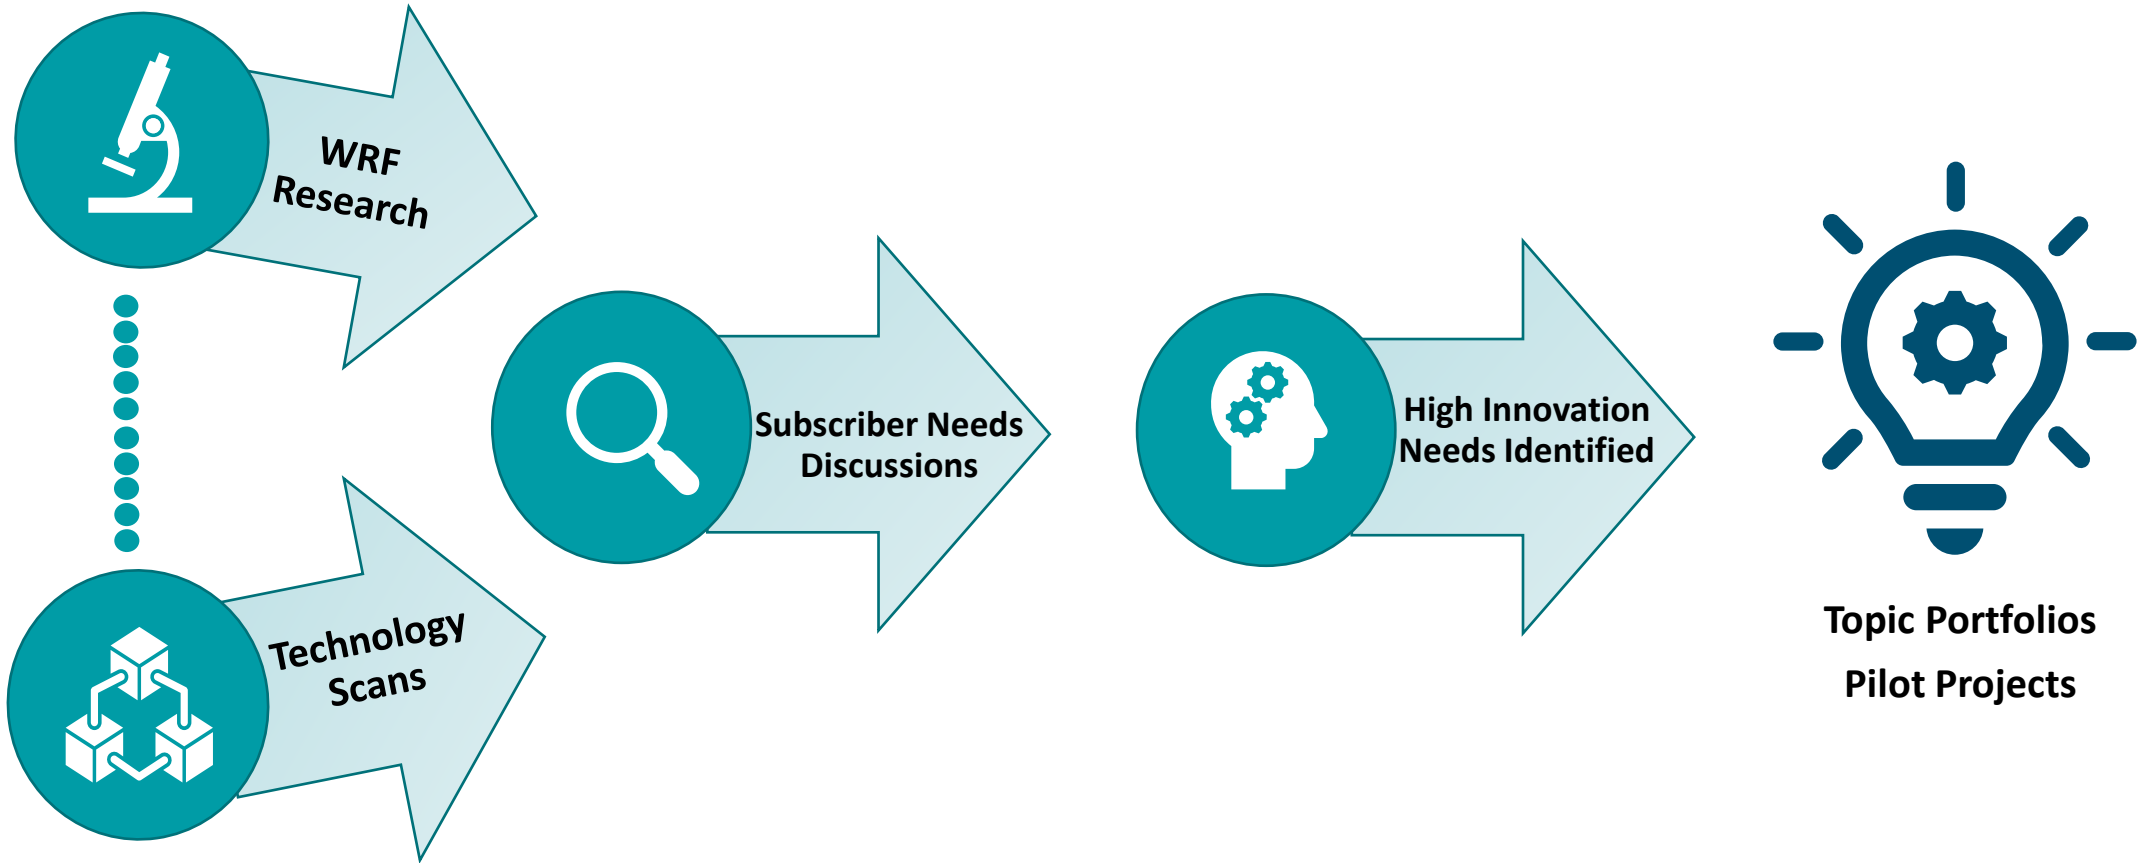 WRF
Research
Technology
Scans
Subscriber Needs
Discussions
High Innovation
Needs Identified
Topic Portfolios
Pilot Projects